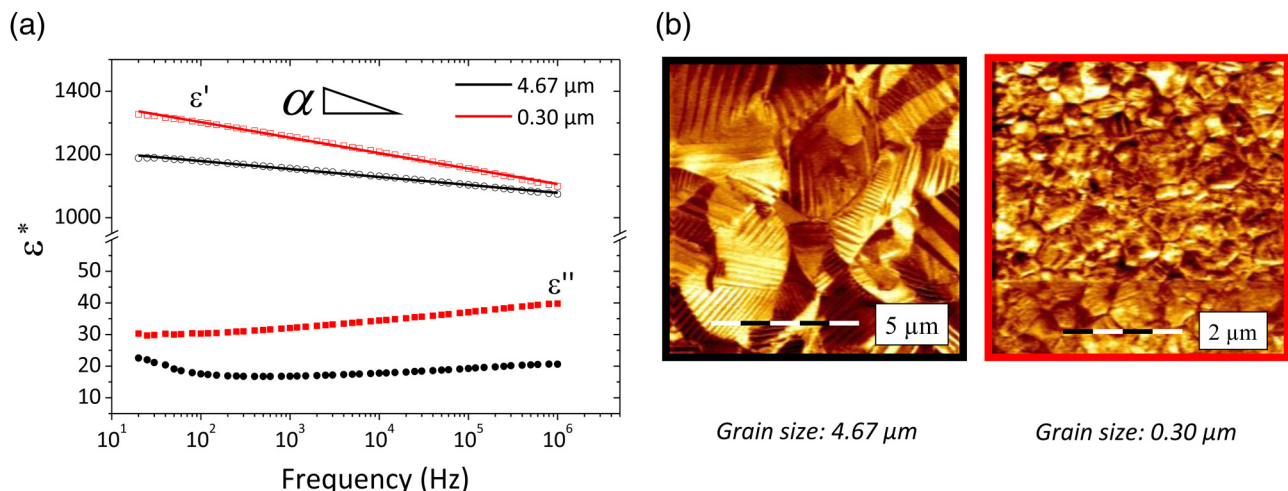 (a)
1400
1200
1000
50
40
30
20
10
ε*
ε'
α
4.67 µm
0.30 µm
ε"
10¹ 10² 10³ 10⁴ 10⁵ 10⁶
Frequency (Hz)
(b)
5 µm
2 µm
Grain size: 4.67 µm
Grain size: 0.30 µm